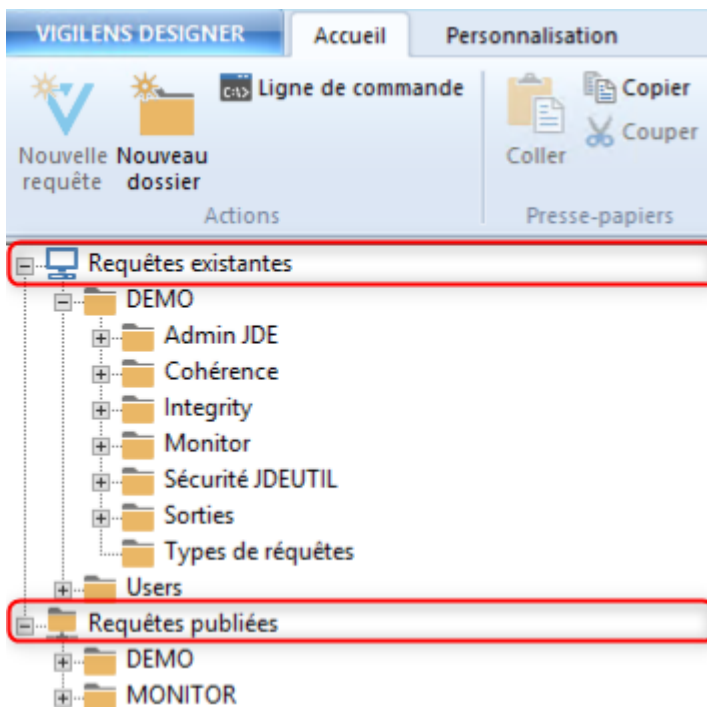 VIGILENS DESIGNER Accueil Personnalisation
C:\> Ligne de commande
Copier
Couper
Nouvelle requête
Nouveau dossier
Coller
Actions Presse-papiers
Requêtes existantes
DEMO
Admin JDE
Cohérence
Integrity
Monitor
Sécurité JDEUTIL
Sorties
Types de réquêtes
Users
Requêtes publiées
DEMO
MONITOR